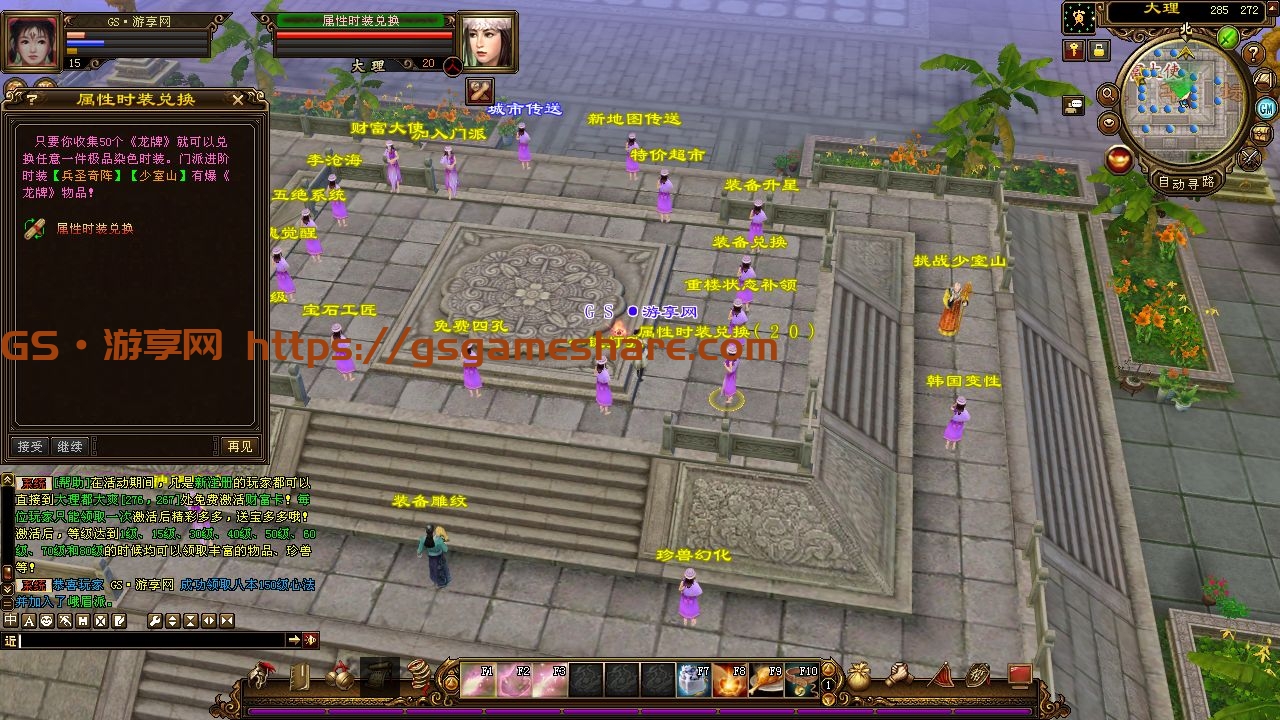 GS·游享网
15
属性时装兑换
大理
20
大理 285 272
北
自动寻路
GM
属性时装兑换
只要你收集50个《龙牌》就可以兑
换任意一件极品染色时装。门派进阶
时装【兵圣奇阵】【少室山】有爆《
龙牌》物品!
属性时装兑换
接受 继续 再见
城市传送
财富大使
加入门派
新地图传送
李沧海
特价超市
五绝系统
装备升星
魂觉醒
装备兑换
挑战少室山
级
重楼状态补领
宝石工匠
GS·游享网
免费四孔
属性时装兑换(20)
韩国变性
GS·游享网 https://gsgameshare.com
装备雕纹
珍兽幻化
[帮助]在活动期间,凡是新注册的玩家都可以
直接到大理都大爽[276,267]处免费激活财富卡!每
位玩家只能领取一次激活后精彩多多,送宝多多哦!
激活后,等级达到1级、15级、30级、40级、50级、60
级、70级和80级的时候均可以领取丰富的物品、珍兽
等!
恭喜玩家 GS·游享网 成功领取八本150级心法
并加入了峨眉派。
近
F1 F2 F3 F7 F8 F9 F10
1